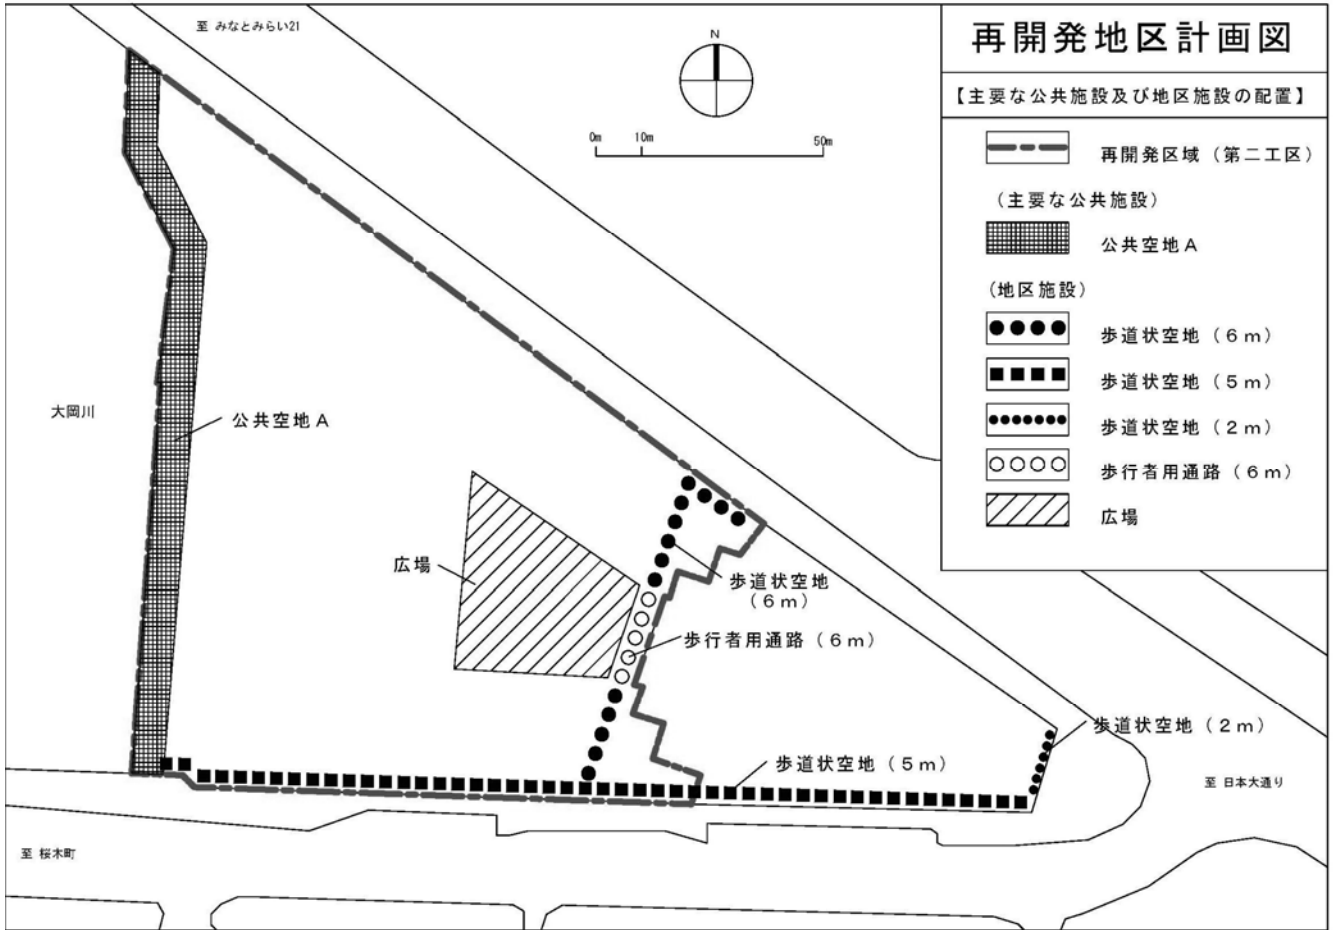 至 みなとみらい21
N
0m 10m 50m
再開発地区計画図
【主要な公共施設及び地区施設の配置】
再開発区域（第二工区）
（主要な公共施設）
公共空地A
（地区施設）
歩道状空地（6m）
歩道状空地（5m）
歩道状空地（2m）
歩行者用通路（6m）
広場
大岡川
公共空地A
広場
歩道状空地
（6m）
歩行者用通路（6m）
歩道状空地（2m）
歩道状空地（5m）
至 日本大通り
至 桜木町